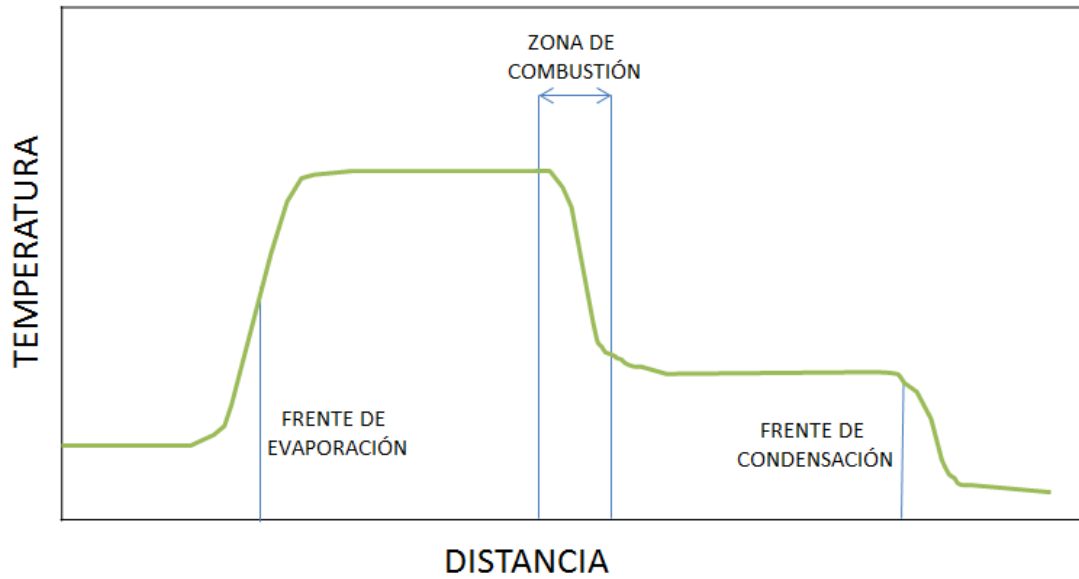 ZONA DE
COMBUSTIÓN
TEMPERATURA
FRENTE DE
EVAPORACIÓN
FRENTE DE
CONDENSACIÓN
DISTANCIA